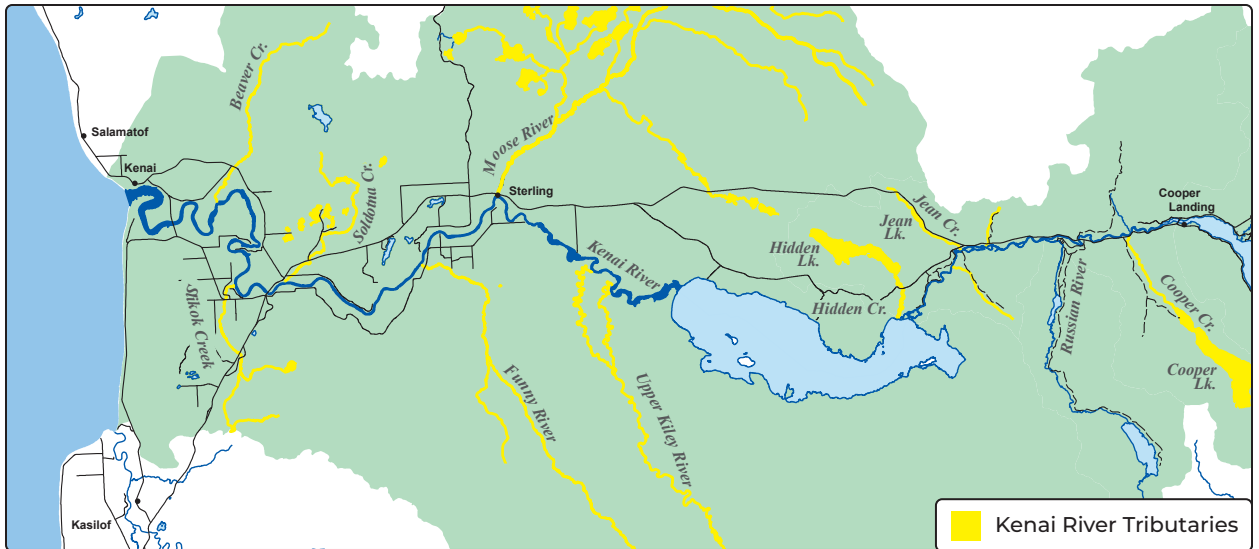 Beaver Cr.
Salamatof
Kenai
Moose River
Soldotna Cr.
Sterling
Cooper
Landing
Jean Cr.
Jean
Lk.
Hidden
Lk.
Kenai River
Hidden Cr.
Russian River
Cooper Cr.
Slikok Creek
Cooper
Lk.
Funny River
Upper Kiley River
Kasilof
Kenai River Tributaries